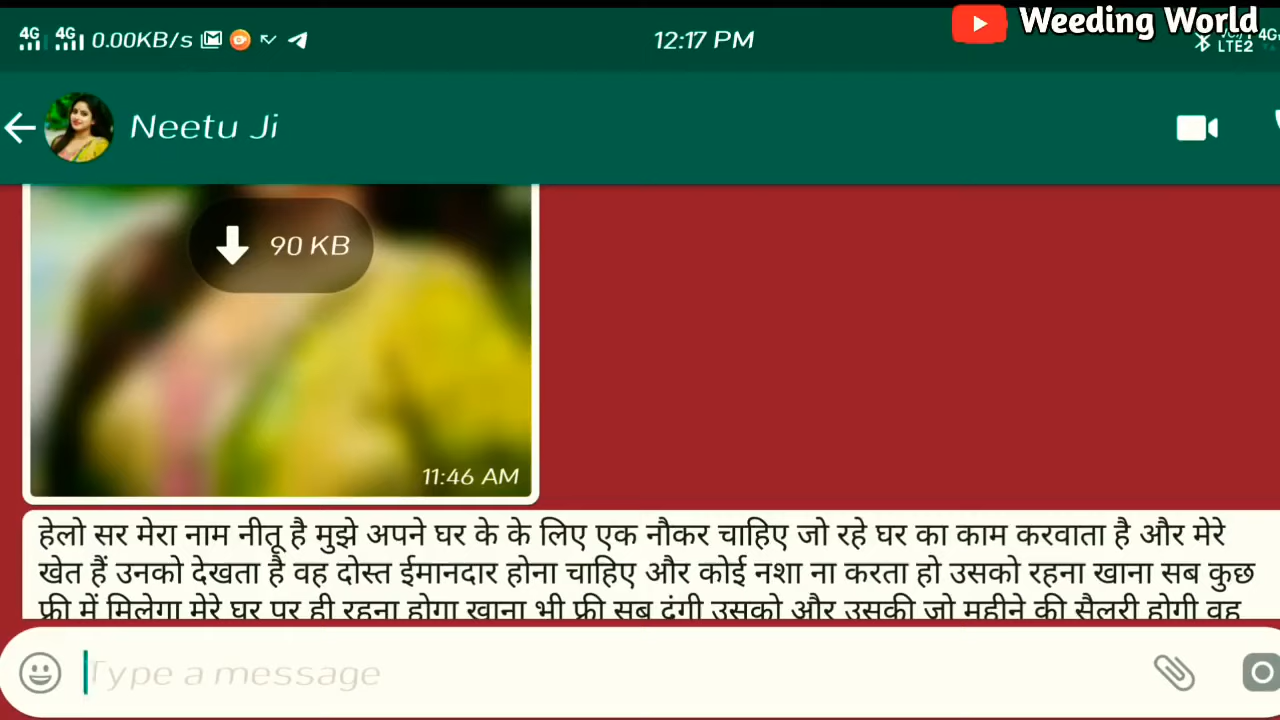 4G 4G 0.00KB/s 12:17 PM LTE2 4G
Weeding World
Neetu Ji
90 KB
11:46 AM
हेलो सर मेरा नाम नीतू है मुझे अपने घर के के लिए एक नौकर चाहिए जो रहे घर का काम करवाता है और मेरे
खेत हैं उनको देखता है वह दोस्त ईमानदार होना चाहिए और कोई नशा ना करता हो उसको रहना खाना सब कुछ
फ्री में मिलेगा मेरे घर पर ही रहना होगा खाना भी फ्री सब दूंगी उसको और उसकी जो महीने की सैलरी होगी वह
Type a message